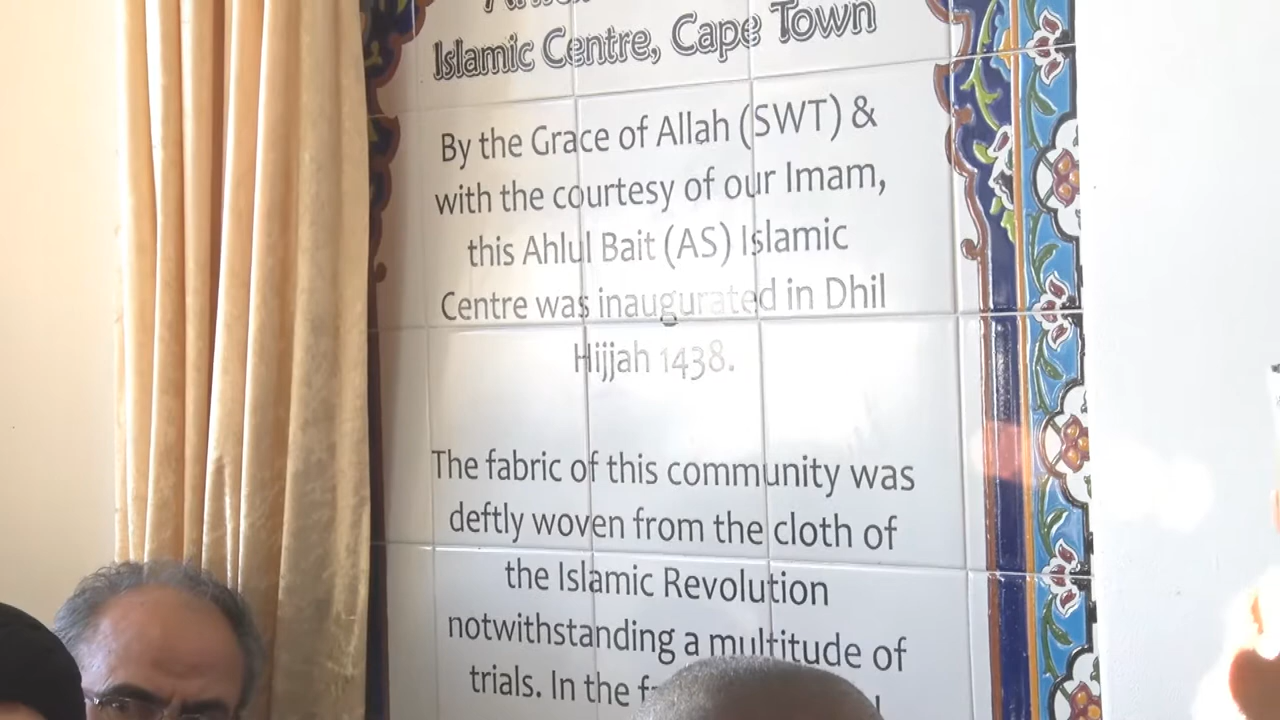 Islamic Centre, Cape Town
By the Grace of Allah (SWT) &
with the courtesy of our Imam,
this Ahlul Bait (AS) Islamic
Centre was inaugurated in Dhil
Hijjah 1438.
The fabric of this community was
deftly woven from the cloth of
the Islamic Revolution
notwithstanding a multitude of
trials. In the